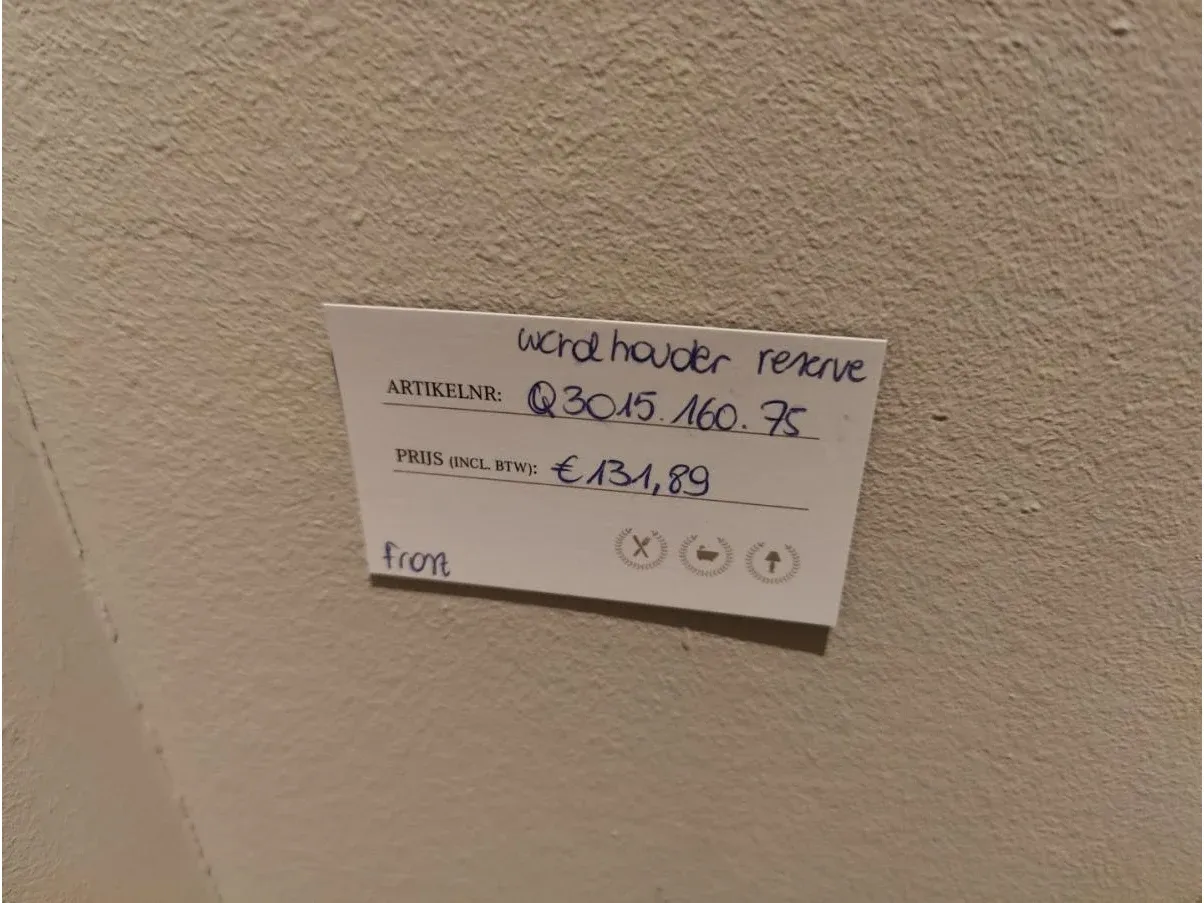 wcrolhouder reserve
ARTIKELNR: Q3015.160.75
PRIJS (INCL. BTW): €131,89
front